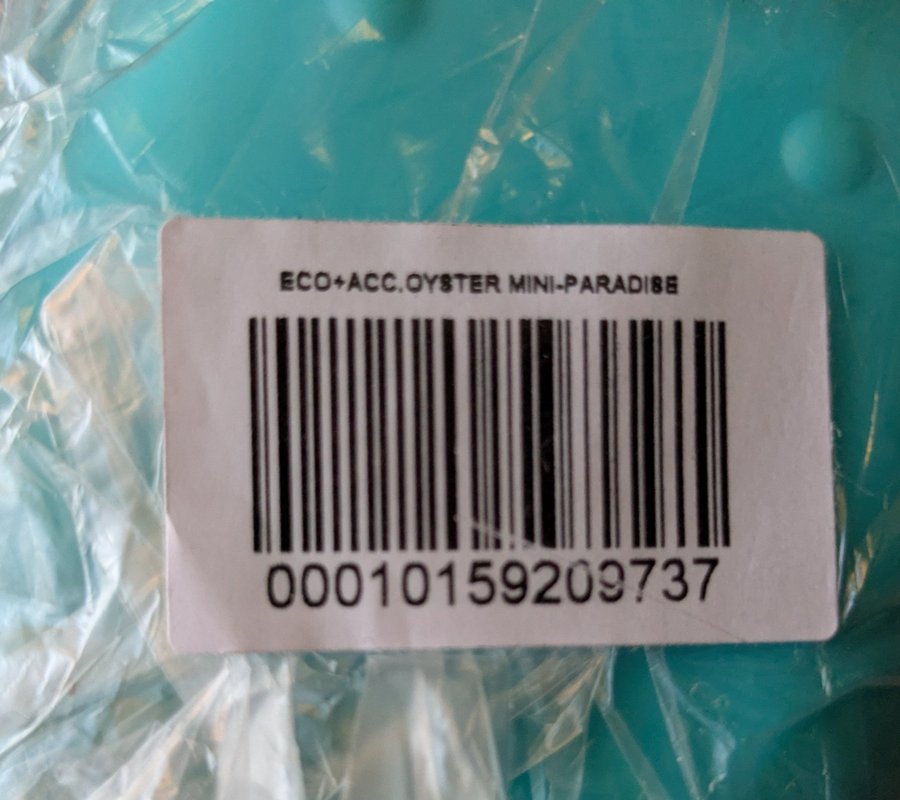 ECO+ACC.OYSTER MINI-PARADISE
00010159209737